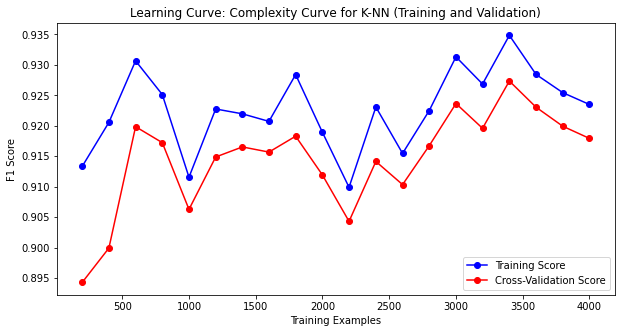 Learning Curve: Complexity Curve for K-NN (Training and Validation)
0.935
0.930
0.925
0.920
0.915
0.910
0.905
0.900
0.895
F1 Score
Training Score
Cross-Validation Score
500 1000 1500 2000 2500 3000 3500 4000
Training Examples